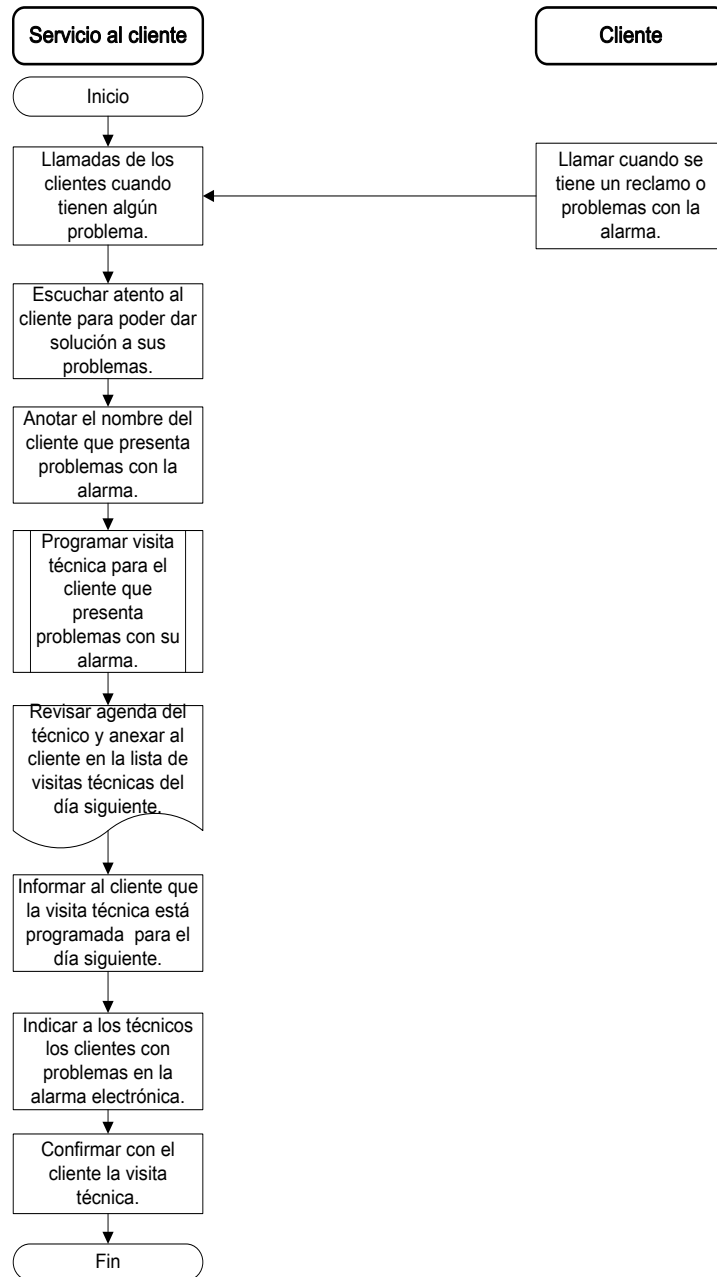 Servicio al cliente
Cliente
Inicio
Llamadas de los
clientes cuando
tienen algún
problema.
Llamar cuando se
tiene un reclamo o
problemas con la
alarma.
Escuchar atento al
cliente para poder dar
solución a sus
problemas.
Anotar el nombre del
cliente que presenta
problemas con la
alarma.
Programar visita
técnica para el
cliente que
presenta
problemas con su
alarma.
Revisar agenda del
técnico y anexar al
cliente en la lista de
visitas técnicas del
día siguiente.
Informar al cliente que
la visita técnica está
programada para el
día siguiente.
Indicar a los técnicos
los clientes con
problemas en la
alarma electrónica.
Confirmar con el
cliente la visita
técnica.
Fin